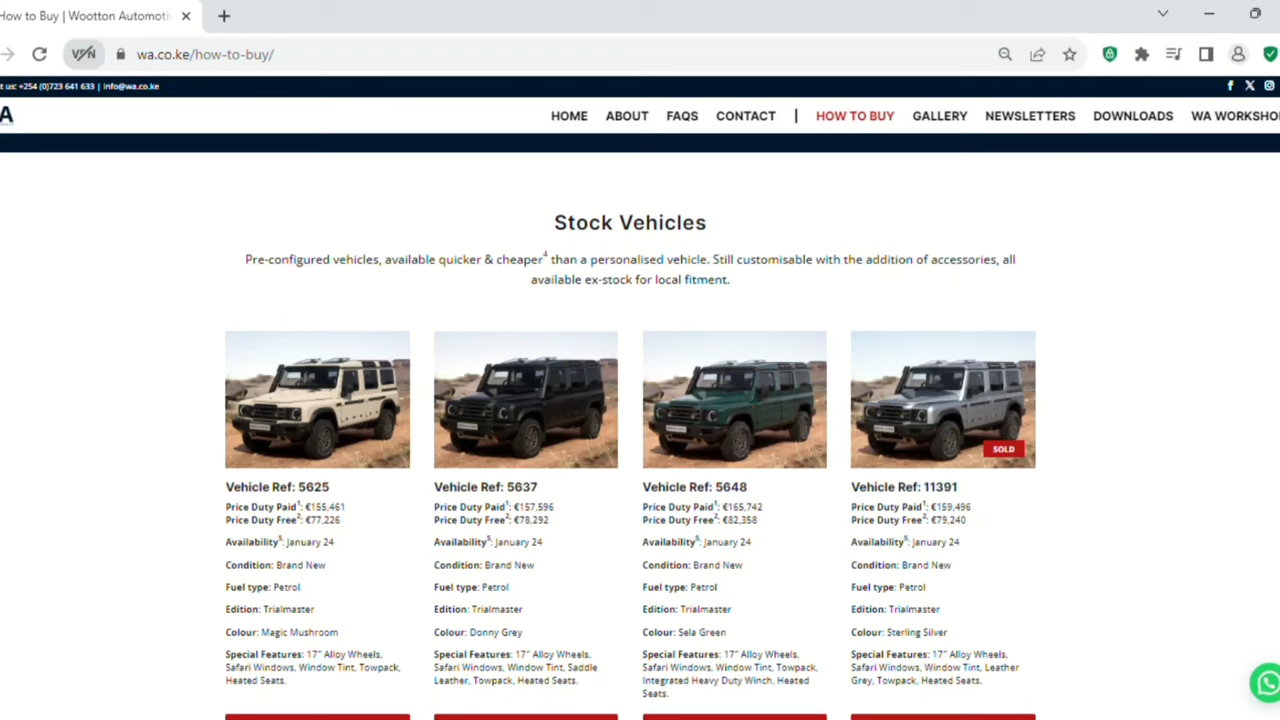 How to Buy | Wootton Automoti
VPN
wa.co.ke/how-to-buy/
t us: +254 (0)723 641 633 | info@wa.co.ke
A
HOME ABOUT FAQS CONTACT | HOW TO BUY GALLERY NEWSLETTERS DOWNLOADS WA WORKSHO
Stock Vehicles
Pre-configured vehicles, available quicker & cheaper4 than a personalised vehicle. Still customisable with the addition of accessories, all
available ex-stock for local fitment.
Vehicle Ref: 5625
Price Duty Paid1: €155,461
Price Duty Free2: €77,226
Availability5: January 24
Condition: Brand New
Fuel type: Petrol
Edition: Trialmaster
Colour: Magic Mushroom
Special Features: 17" Alloy Wheels,
Safari Windows, Window Tint, Towpack,
Heated Seats.
Vehicle Ref: 5637
Price Duty Paid1: €157,596
Price Duty Free2: €78,292
Availability5: January 24
Condition: Brand New
Fuel type: Petrol
Edition: Trialmaster
Colour: Donny Grey
Special Features: 17" Alloy Wheels,
Safari Windows, Window Tint, Saddle
Leather, Towpack, Heated Seats.
Vehicle Ref: 5648
Price Duty Paid1: €165,742
Price Duty Free2: €82,358
Availability5: January 24
Condition: Brand New
Fuel type: Petrol
Edition: Trialmaster
Colour: Sela Green
Special Features: 17" Alloy Wheels,
Safari Windows, Window Tint, Towpack,
Integrated Heavy Duty Winch, Heated
Seats.
SOLD
Vehicle Ref: 11391
Price Duty Paid1: €159,496
Price Duty Free2: €79,240
Availability5: January 24
Condition: Brand New
Fuel type: Petrol
Edition: Trialmaster
Colour: Sterling Silver
Special Features: 17" Alloy Wheels,
Safari Windows, Window Tint, Leather
Grey, Towpack, Heated Seats.